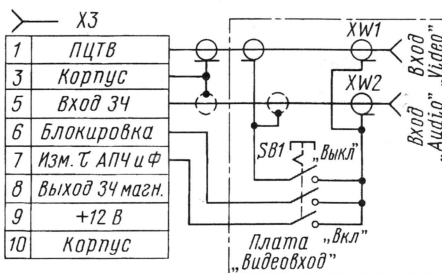 X3
1 ПЦТВ
3 Корпус
5 Вход ЗЧ
6 Блокировка
7 Изм. τ АПЧ и Ф
8 Выход ЗЧ магн.
9 +12 В
10 Корпус
XW1
Вход „Video”
XW2
Вход „Audio”
SB1
„Выкл”
„Вкл”
Плата
„Видеовход”